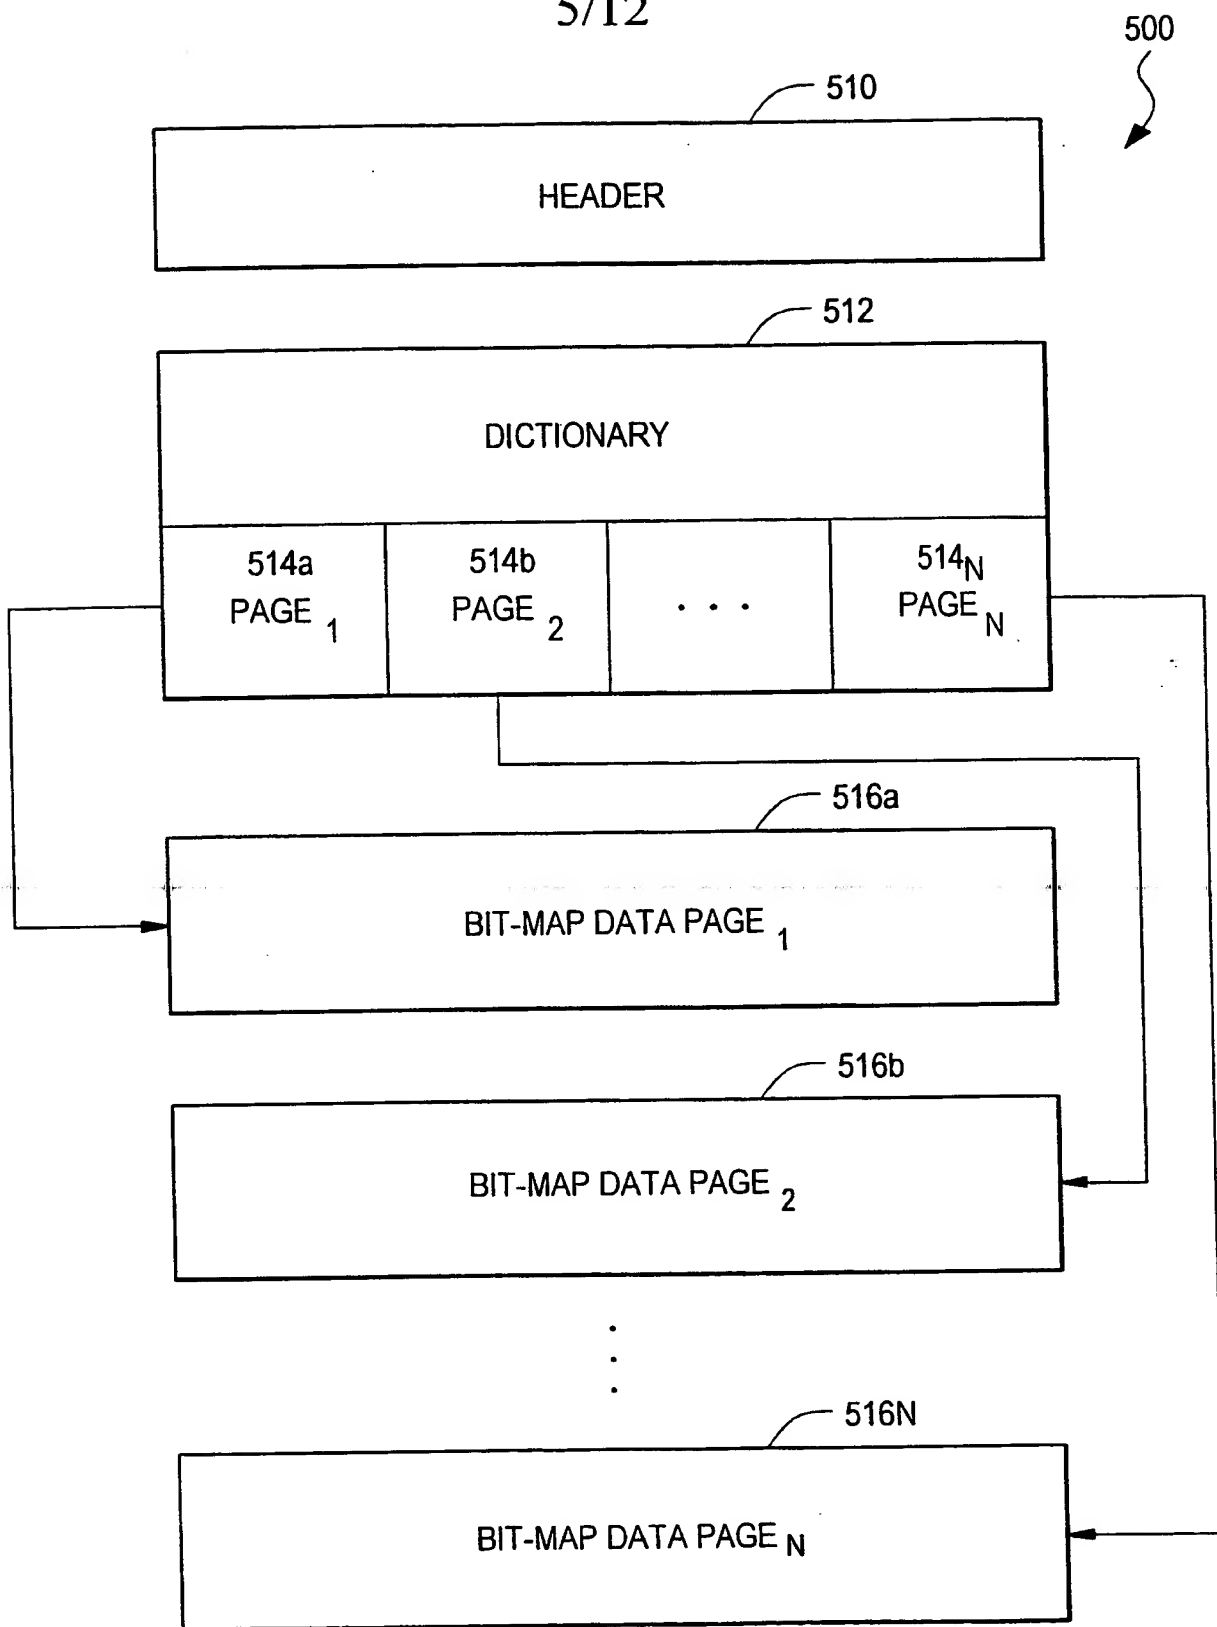 5/12
500
510
HEADER
512
DICTIONARY
514a
PAGE 1
514b
PAGE 2
. . .
514N
PAGE N
516a
BIT-MAP DATA PAGE 1
516b
BIT-MAP DATA PAGE 2
516N
BIT-MAP DATA PAGE N